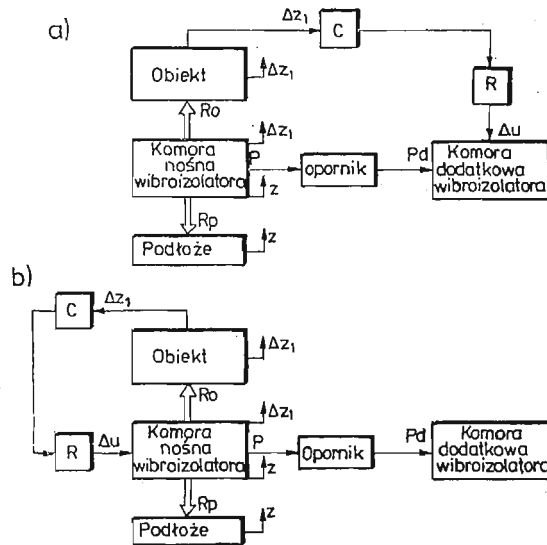 a)
Δz₁
C
Obiekt
Δz₁
R
Ro
Δz₁
Δu
Komora
nośna
wibroizolatora
P
opornik
Pd
Komora
dodatkowa
wibroizolatora
z
Rp
Podłoże
z
b)
C
Δz₁
Obiekt
Δz₁
Ro
Δz₁
R
Δu
Komora
nośna
wibroizolatora
P
Opornik
Pd
Komora
dodatkowa
wibroizolatora
z
Rp
Podłoże
z